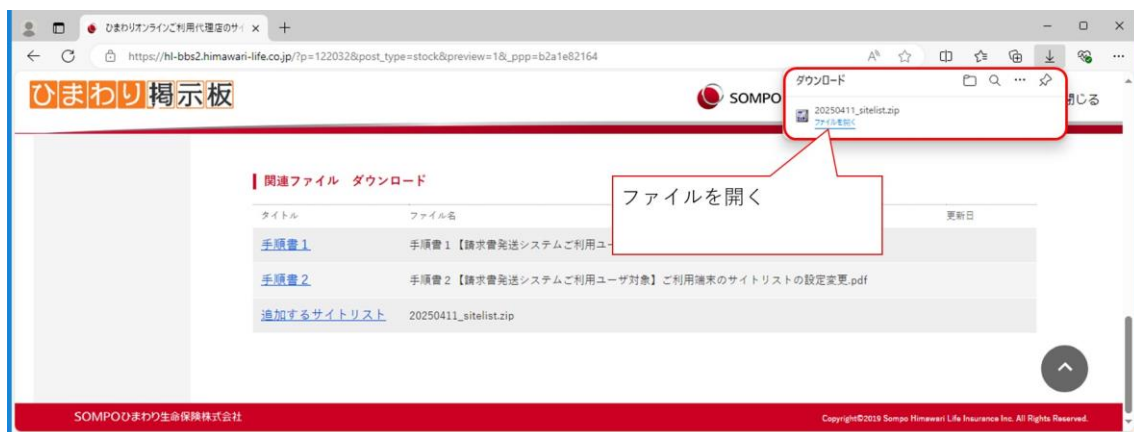 ひまわりオンラインご利用代理店のサイ
https://hl-bbs2.himawari-life.co.jp/?p=122032&post_type=stock&preview=1&_ppp=b2a1e82164
ひまわり掲示板
SOMPO
じる
ダウンロード
20250411_sitelist.zip
ファイルを開く
ファイルを開く
関連ファイル ダウンロード
タイトル ファイル名 更新日
手順書1 手順書1【請求書発送システムご利用ユー
手順書2 手順書2【請求書発送システムご利用ユーザ対象】ご利用端末のサイトリストの設定変更.pdf
追加するサイトリスト 20250411_sitelist.zip
SOMPOひまわり生命保険株式会社
Copyright©2019 Sompo Himawari Life Insurance Inc. All Rights Reserved.